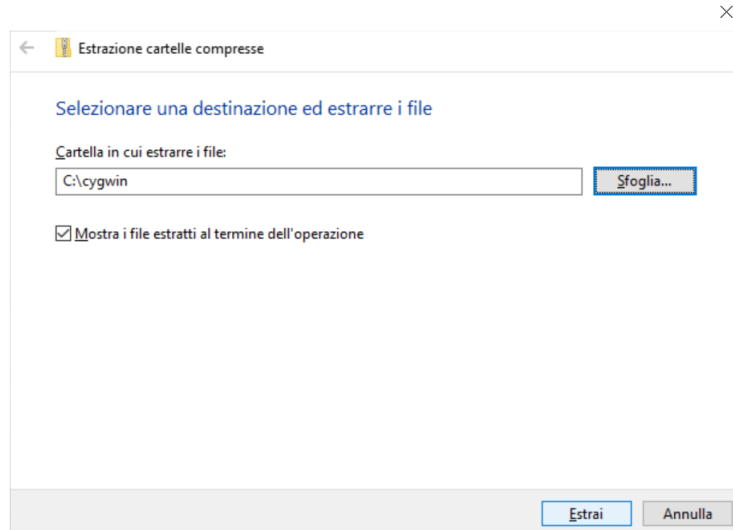 Estrazione cartelle compresse
Selezionare una destinazione ed estrarre i file
Cartella in cui estrarre i file:
C:\cygwin
Sfoglia...
Mostra i file estratti al termine dell'operazione
Estrai
Annulla